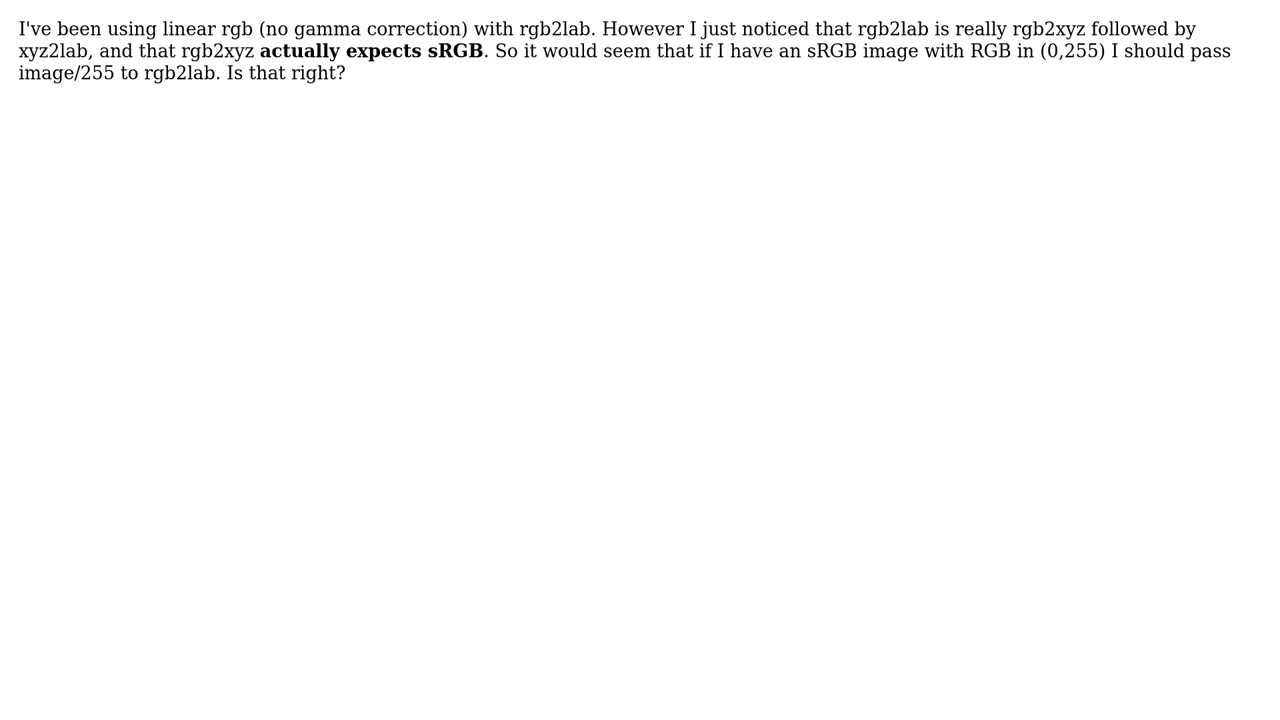 I've been using linear rgb (no gamma correction) with rgb2lab. However I just noticed that rgb2lab is really rgb2xyz followed by
xyz2lab, and that rgb2xyz actually expects sRGB. So it would seem that if I have an sRGB image with RGB in (0,255) I should pass
image/255 to rgb2lab. Is that right?